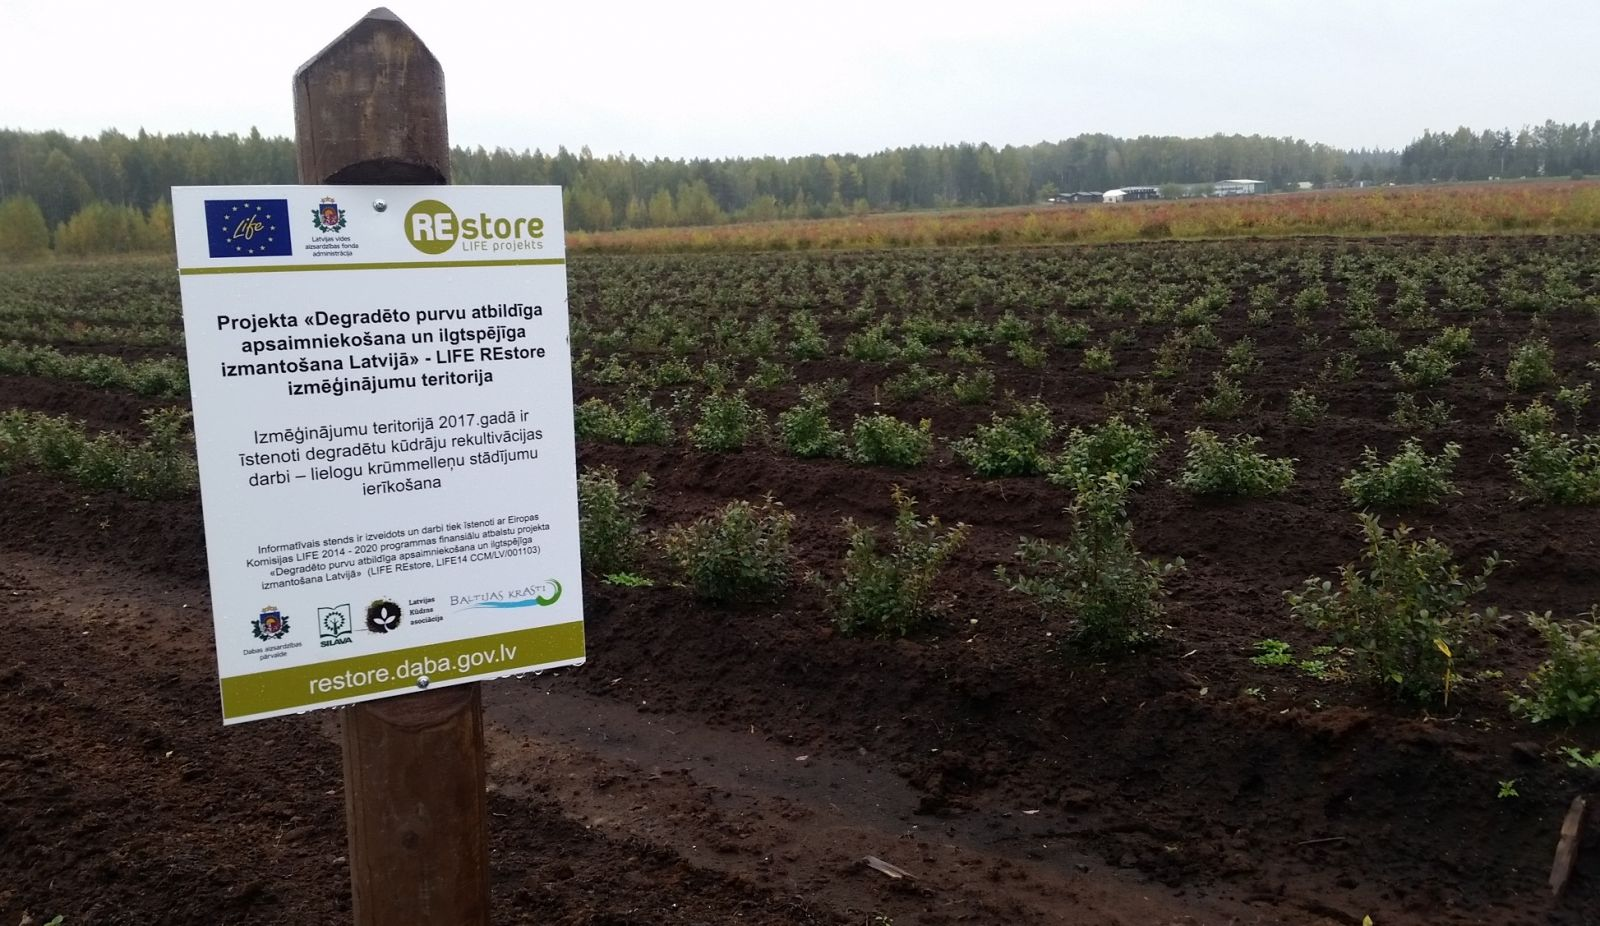 Life
Latvijas vides
aizsardzības fonda
administrācija
REstore
LIFE projekts
Projekta «Degradēto purvu atbildīga
apsaimniekošana un ilgtspējīga
izmantošana Latvijā» - LIFE REstore
izmēģinājumu teritorija
Izmēģinājumu teritorijā 2017.gadā ir
īstenoti degradētu kūdrāju rekultivācijas
darbi – lielogu krūmmelleņu stādījumu
ierīkošana
Informatīvais stends ir izveidots un darbi tiek īstenoti ar Eiropas
Komisijas LIFE 2014 - 2020 programmas finansiālu atbalstu projekta
«Degradēto purvu atbildīga apsaimniekošana un ilgtspējīga
izmantošana Latvijā» (LIFE REstore, LIFE14 CCM/LV/001103)
Dabas aizsardzības
pārvalde
SILAVA
Latvijas
Kūdras
asociācija
BALTIJAS KRASTI
restore.daba.gov.lv